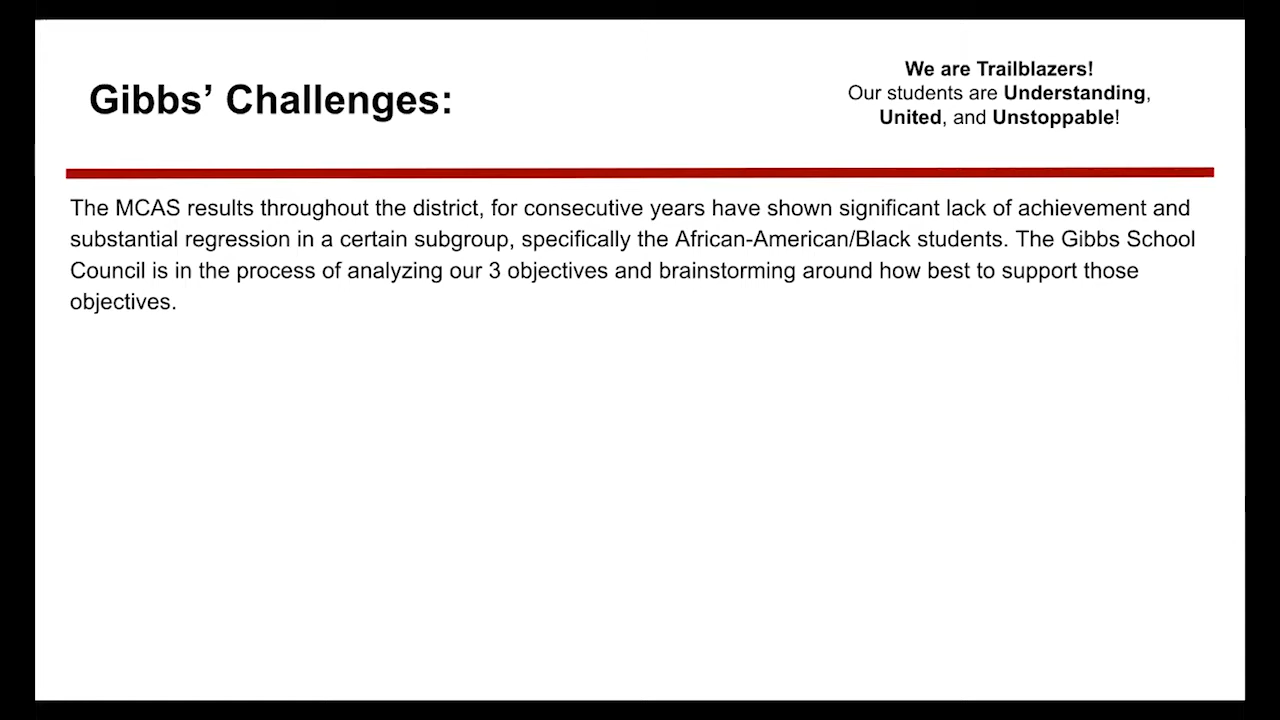 Gibbs’ Challenges:
We are Trailblazers!
Our students are Understanding,
United, and Unstoppable!
The MCAS results throughout the district, for consecutive years have shown significant lack of achievement and
substantial regression in a certain subgroup, specifically the African-American/Black students. The Gibbs School
Council is in the process of analyzing our 3 objectives and brainstorming around how best to support those
objectives.